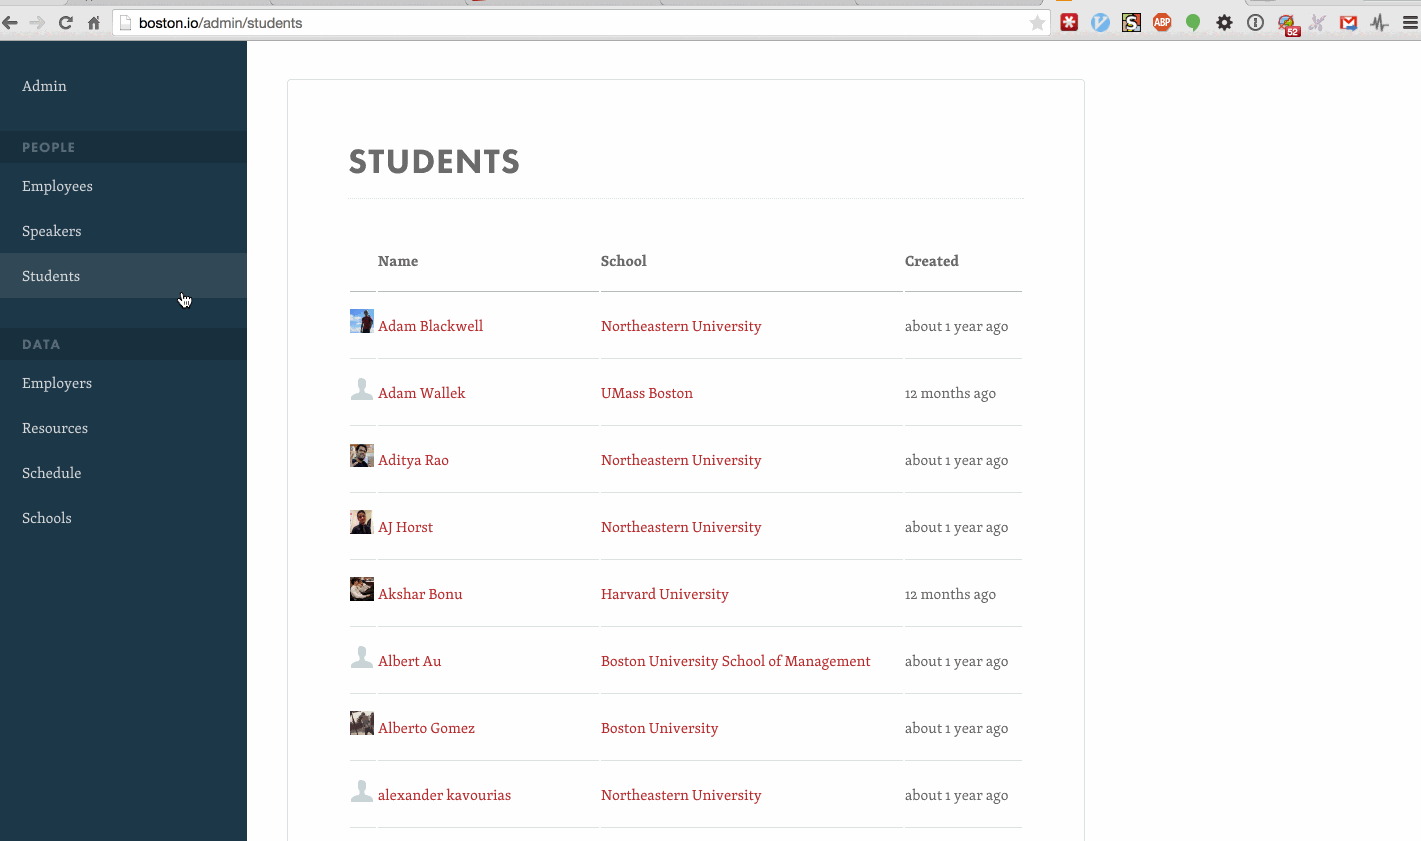 boston.io/admin/students
ABP
52
Admin
PEOPLE
Employees
Speakers
Students
DATA
Employers
Resources
Schedule
Schools
STUDENTS
Name School Created
Adam Blackwell Northeastern University about 1 year ago
Adam Wallek UMass Boston 12 months ago
Aditya Rao Northeastern University about 1 year ago
AJ Horst Northeastern University about 1 year ago
Akshar Bonu Harvard University 12 months ago
Albert Au Boston University School of Management about 1 year ago
Alberto Gomez Boston University about 1 year ago
alexander kavourias Northeastern University about 1 year ago